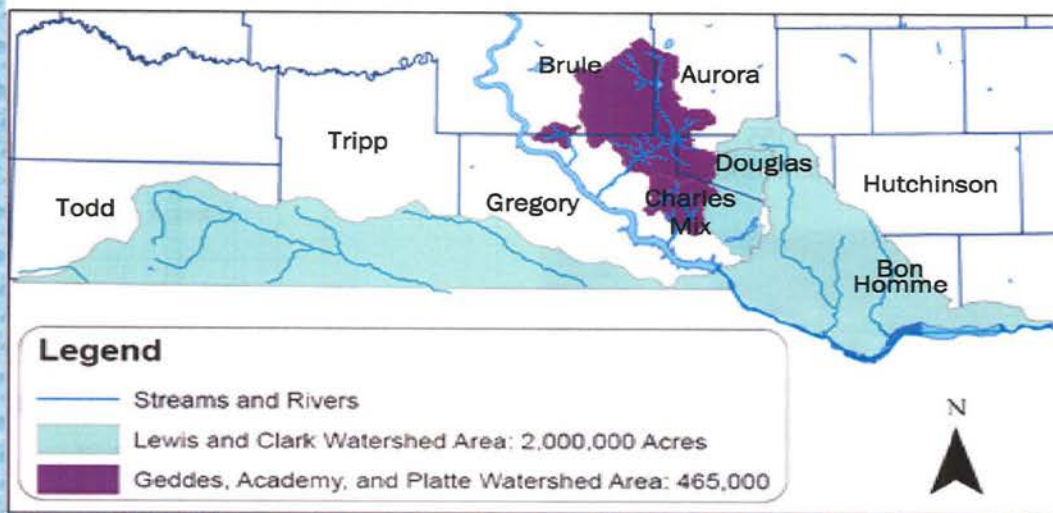 Brule
Aurora
Tripp
Douglas
Hutchinson
Todd
Gregory
Charles
Mix
Bon
Homme
Legend
Streams and Rivers
Lewis and Clark Watershed Area: 2,000,000 Acres
Geddes, Academy, and Platte Watershed Area: 465,000
N